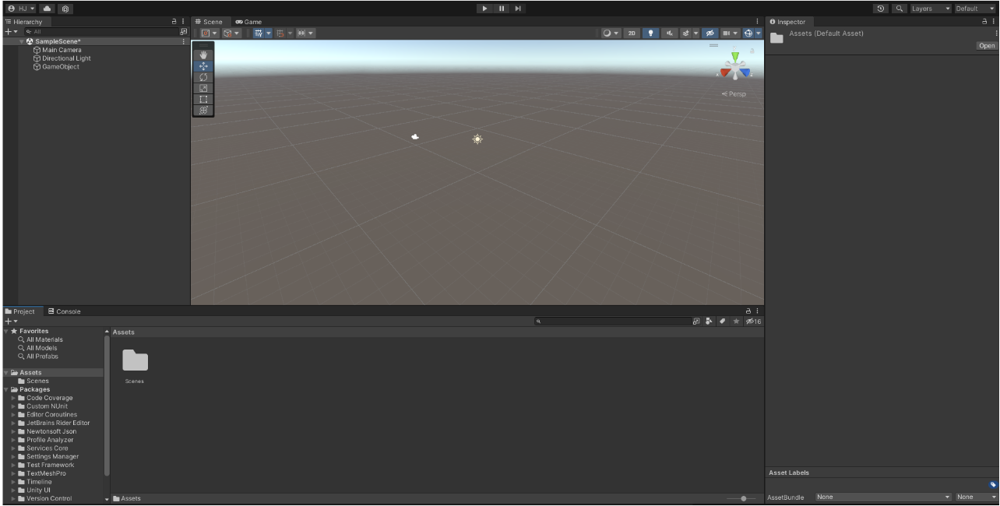 HJ
Layers
Default
Hierarchy
Scene
Game
Inspector
All
2D
Assets (Default Asset)
Open
SampleScene*
Main Camera
Directional Light
GameObject
Persp
Project
Console
16
Favorites
All Materials
All Models
All Prefabs
Assets
Scenes
Packages
Code Coverage
Custom NUnit
Editor Coroutines
JetBrains Rider Editor
Newtonsoft Json
Profile Analyzer
Services Core
Settings Manager
Test Framework
TextMeshPro
Timeline
Unity UI
Version Control
Assets
Scenes
Assets
Asset Labels
AssetBundle
None
None